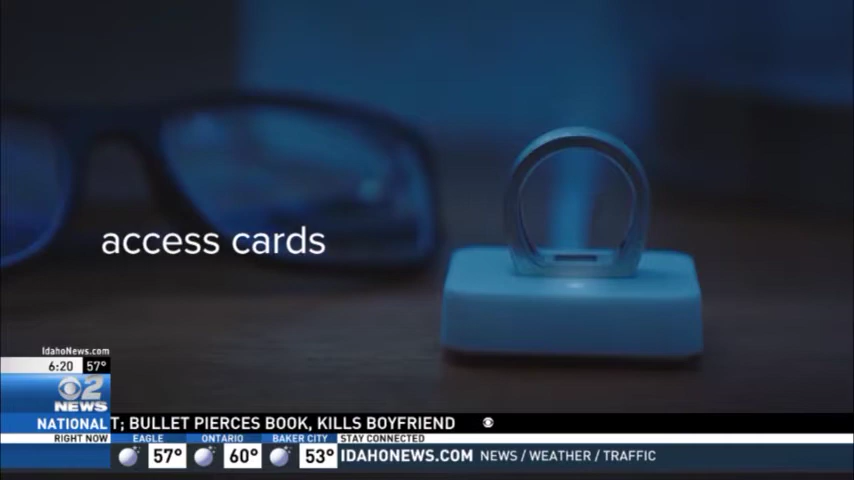 access cards
IdahoNews.com
6:20 57°
2
NEWS
NATIONAL T; BULLET PIERCES BOOK, KILLS BOYFRIEND
RIGHT NOW EAGLE ONTARIO BAKER CITY STAY CONNECTED
57° 60° 53° IDAHONEWS.COM NEWS / WEATHER / TRAFFIC